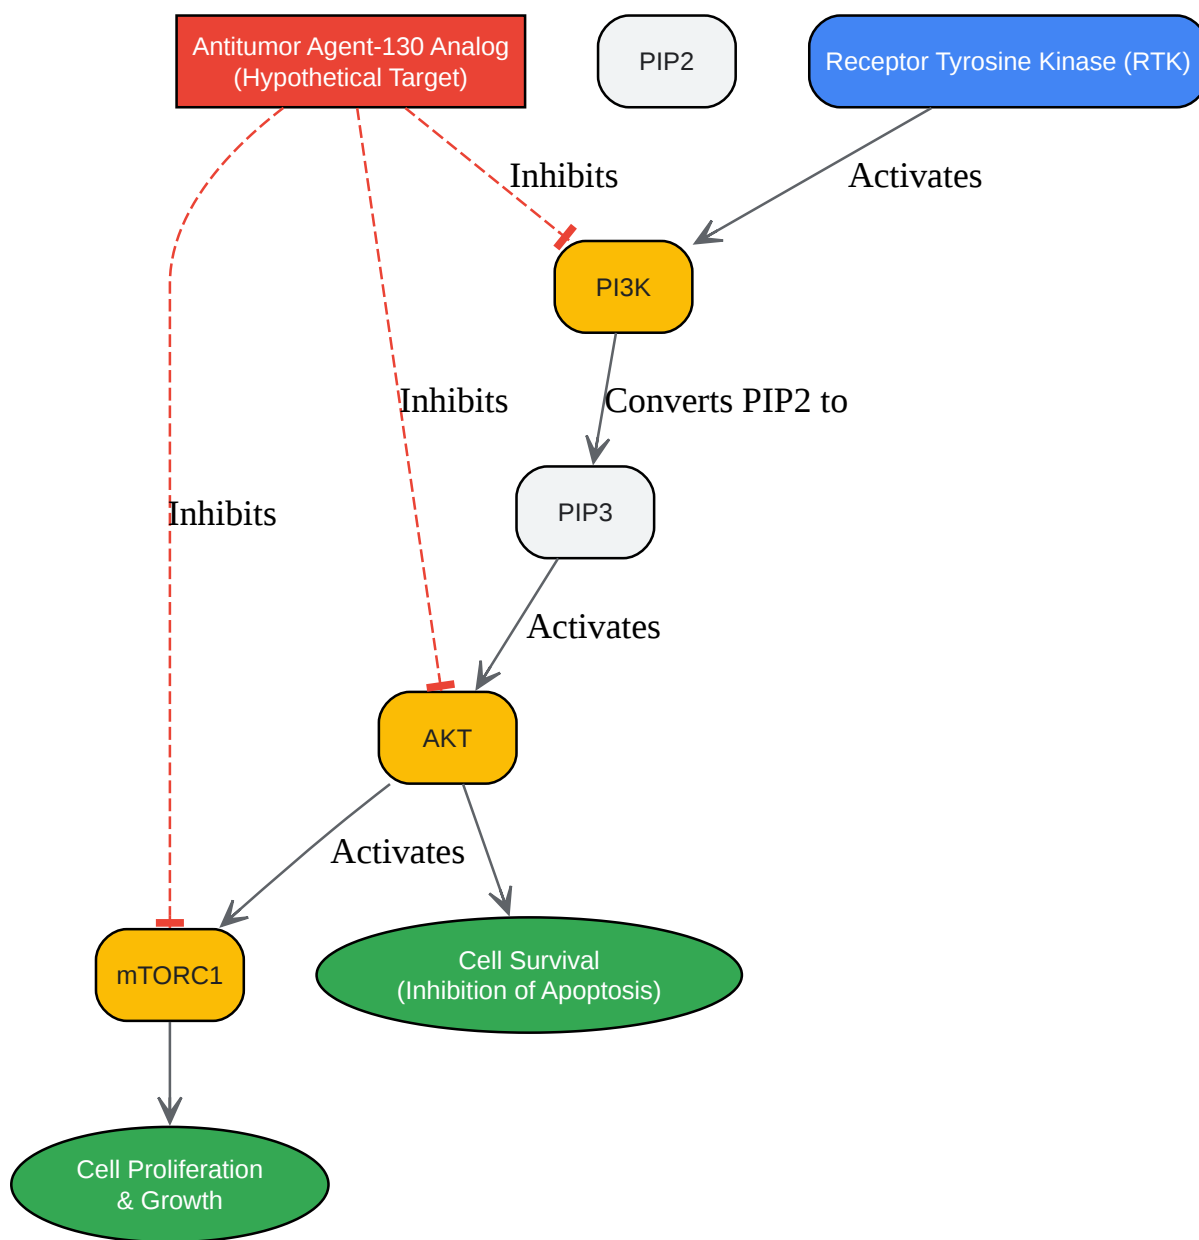 Antitumor Agent-130 Analog
(Hypothetical Target)
PIP2
Receptor Tyrosine Kinase (RTK)
Inhibits
Activates
PI3K
Inhibits
Converts PIP2 to
PIP3
Inhibits
Activates
AKT
Activates
mTORC1
Cell Survival
(Inhibition of Apoptosis)
Cell Proliferation
& Growth